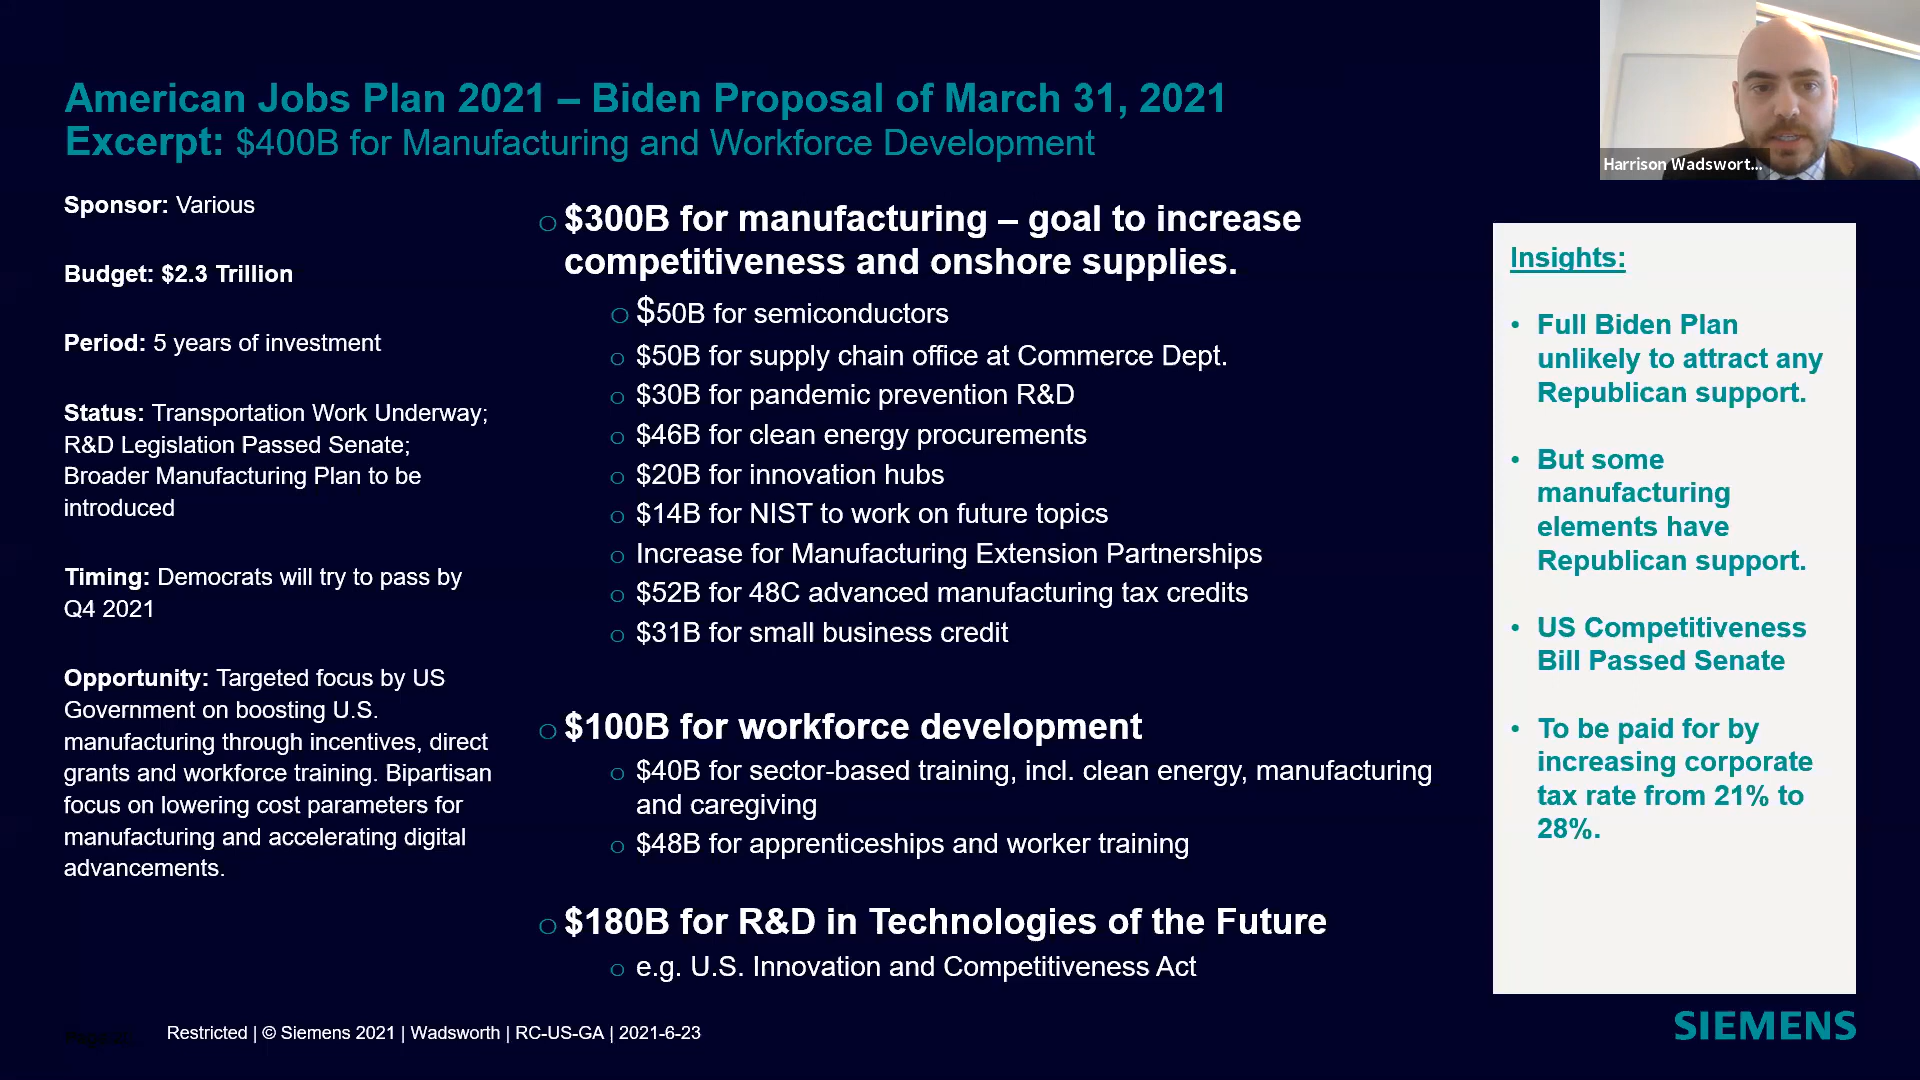 American Jobs Plan 2021 – Biden Proposal of March 31, 2021
Excerpt: $400B for Manufacturing and Workforce Development
Harrison Wadswort...
Sponsor: Various
Budget: $2.3 Trillion
Period: 5 years of investment
Status: Transportation Work Underway;
R&D Legislation Passed Senate;
Broader Manufacturing Plan to be
introduced
Timing: Democrats will try to pass by
Q4 2021
Opportunity: Targeted focus by US
Government on boosting U.S.
manufacturing through incentives, direct
grants and workforce training. Bipartisan
focus on lowering cost parameters for
manufacturing and accelerating digital
advancements.
$300B for manufacturing – goal to increase
competitiveness and onshore supplies.
$50B for semiconductors
$50B for supply chain office at Commerce Dept.
$30B for pandemic prevention R&D
$46B for clean energy procurements
$20B for innovation hubs
$14B for NIST to work on future topics
Increase for Manufacturing Extension Partnerships
$52B for 48C advanced manufacturing tax credits
$31B for small business credit
$100B for workforce development
$40B for sector-based training, incl. clean energy, manufacturing
and caregiving
$48B for apprenticeships and worker training
$180B for R&D in Technologies of the Future
e.g. U.S. Innovation and Competitiveness Act
Insights:
• Full Biden Plan
unlikely to attract any
Republican support.
• But some
manufacturing
elements have
Republican support.
• US Competitiveness
Bill Passed Senate
• To be paid for by
increasing corporate
tax rate from 21% to
28%.
Restricted | © Siemens 2021 | Wadsworth | RC-US-GA | 2021-6-23
SIEMENS